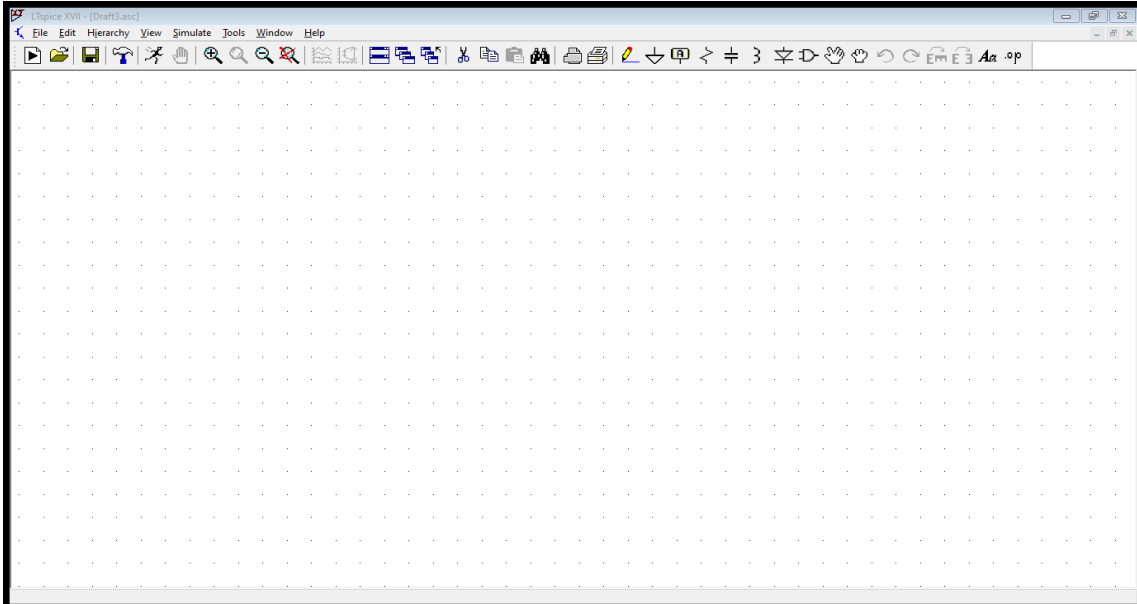 LTspice XVII - [Draft3.asc]
File Edit Hierarchy View Simulate Tools Window Help
A Aa .op